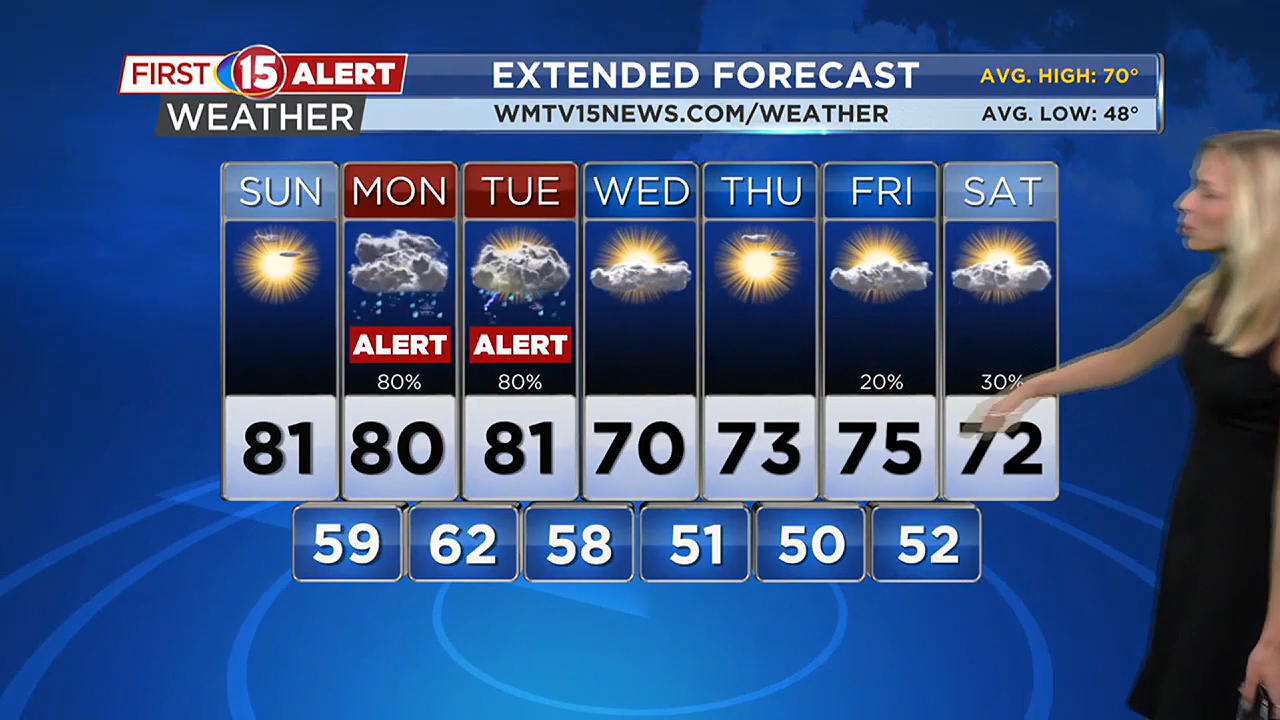 FIRST 15 ALERT
WEATHER
EXTENDED FORECAST
WMTV15NEWS.COM/WEATHER
AVG. HIGH: 70°
AVG. LOW: 48°
SUN MON TUE WED THU FRI SAT
ALERT ALERT
80% 80% 20% 30%
81 80 81 70 73 75 72
59 62 58 51 50 52